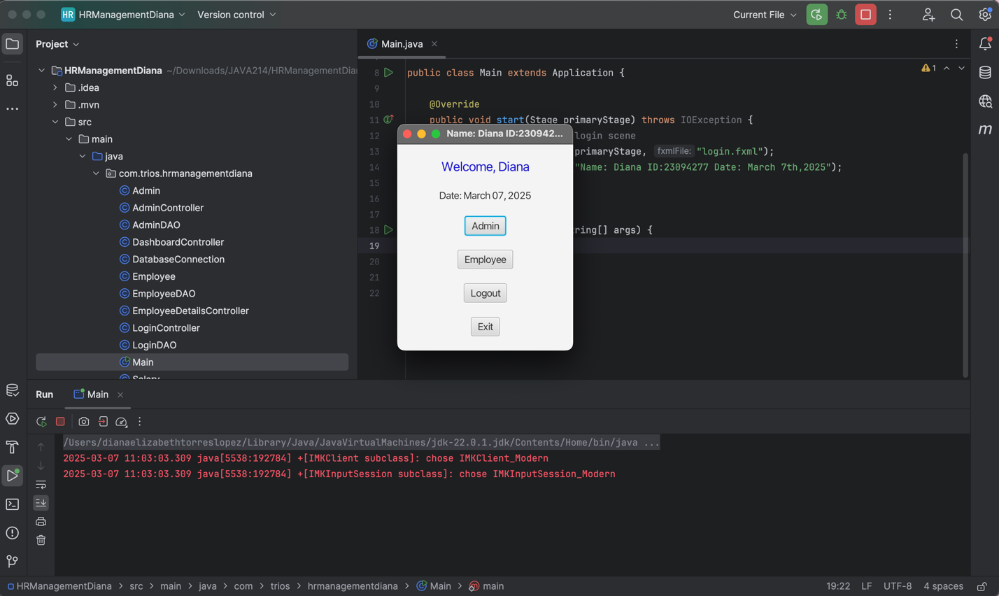 HR HRManagementDiana Version control Current File
Project
Main.java
HRManagementDiana ~/Downloads/JAVA214/HRManagementDia
.idea
.mvn
src
main
java
com.trios.hrmanagementdiana
Admin
AdminController
AdminDAO
DashboardController
DatabaseConnection
Employee
EmployeeDAO
EmployeeDetailsController
LoginController
LoginDAO
Main
Salary
8 public class Main extends Application {
1
9
10 @Override
11 public void start(Stage primaryStage) throws IOException {
12 login scene
13 primaryStage, fxmlFile: "login.fxml");
14 "Name: Diana ID:23094277 Date: March 7th,2025");
15
16
17
18 ring[] args) {
19
20
21
22
Name: Diana ID:230942...
Welcome, Diana
Date: March 07, 2025
Admin
Employee
Logout
Exit
m
Run Main
/Users/dianaelizabethtorreslopez/Library/Java/JavaVirtualMachines/jdk-22.0.1.jdk/Contents/Home/bin/java ...
2025-03-07 11:03:03.309 java[5538:192784] +[IMKClient subclass]: chose IMKClient_Modern
2025-03-07 11:03:03.309 java[5538:192784] +[IMKInputSession subclass]: chose IMKInputSession_Modern
HRManagementDiana > src > main > java > com > trios > hrmanagementdiana > Main > main
19:22 LF UTF-8 4 spaces